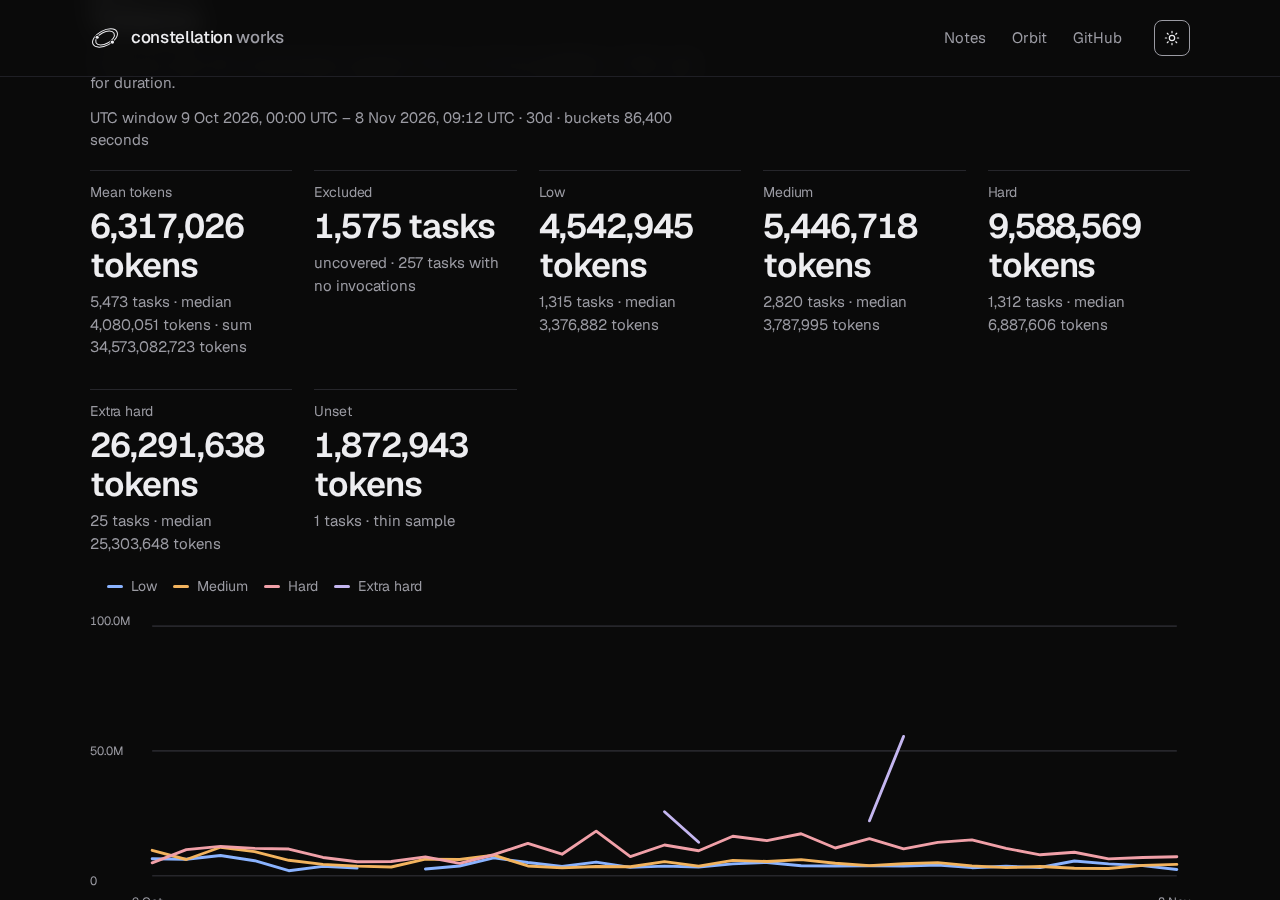 constellation works
Notes
Orbit
GitHub
for duration.
UTC window 9 Oct 2026, 00:00 UTC – 8 Nov 2026, 09:12 UTC · 30d · buckets 86,400
seconds
Mean tokens
6,317,026
tokens
5,473 tasks · median
4,080,051 tokens · sum
34,573,082,723 tokens
Excluded
1,575 tasks
uncovered · 257 tasks with
no invocations
Low
4,542,945
tokens
1,315 tasks · median
3,376,882 tokens
Medium
5,446,718
tokens
2,820 tasks · median
3,787,995 tokens
Hard
9,588,569
tokens
1,312 tasks · median
6,887,606 tokens
Extra hard
26,291,638
tokens
25 tasks · median
25,303,648 tokens
Unset
1,872,943
tokens
1 tasks · thin sample
Low
Medium
Hard
Extra hard
100.0M
50.0M
0